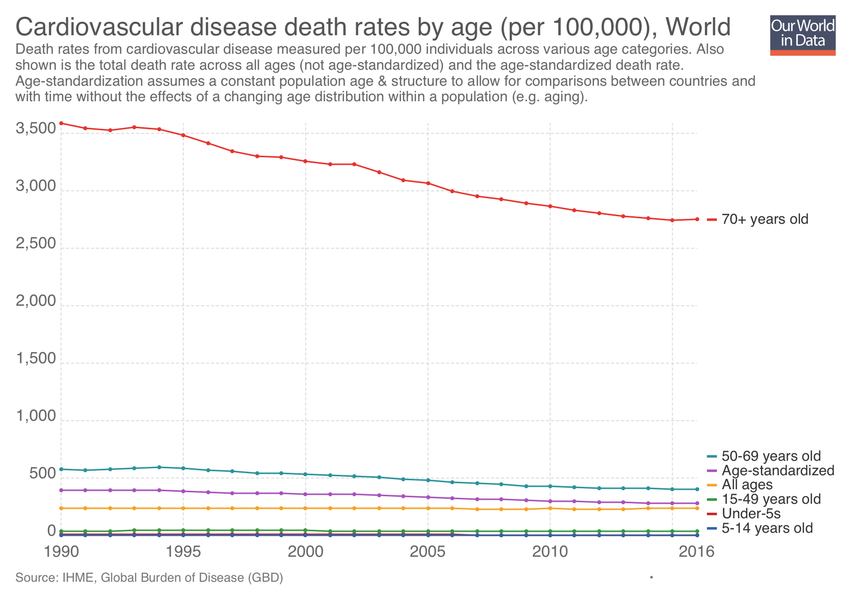 Cardiovascular disease death rates by age (per 100,000), World
Our World
in Data
Death rates from cardiovascular disease measured per 100,000 individuals across various age categories. Also
shown is the total death rate across all ages (not age-standardized) and the age-standardized death rate.
Age-standardization assumes a constant population age & structure to allow for comparisons between countries and
with time without the effects of a changing age distribution within a population (e.g. aging).
3,500
3,000
2,500
2,000
1,500
1,000
500
0
70+ years old
50-69 years old
Age-standardized
All ages
15-49 years old
Under-5s
5-14 years old
1990 1995 2000 2005 2010 2016
Source: IHME, Global Burden of Disease (GBD)